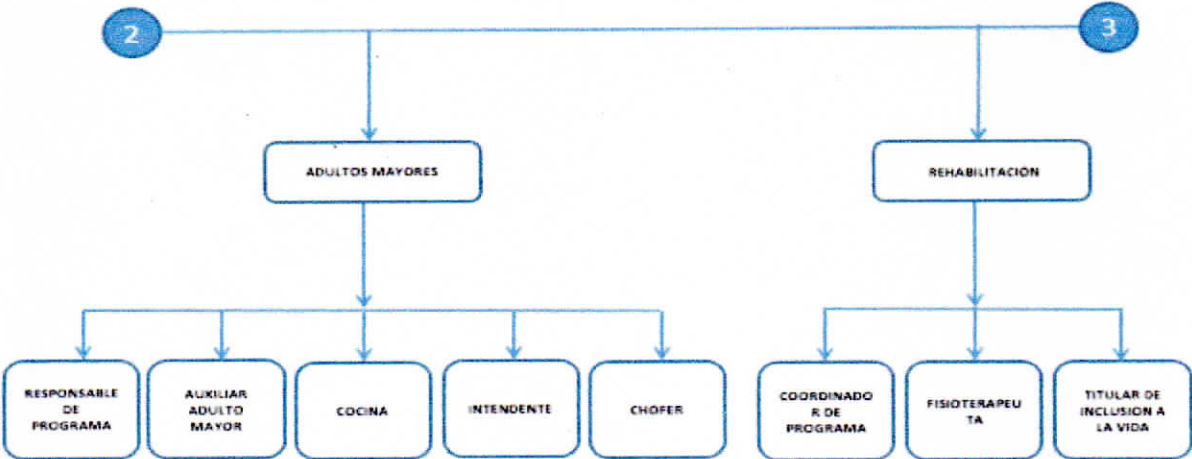 2
3
ADULTOS MAYORES
REHABILITACIÓN
RESPONSABLE
DE
PROGRAMA
AUXILIAR
ADULTO
MAYOR
COCINA
INTENDENTE
CHOFER
COORDINADO
R DE
PROGRAMA
FISIOTERAPEU
TA
TITULAR DE
INCLUSION A
LA VIDA